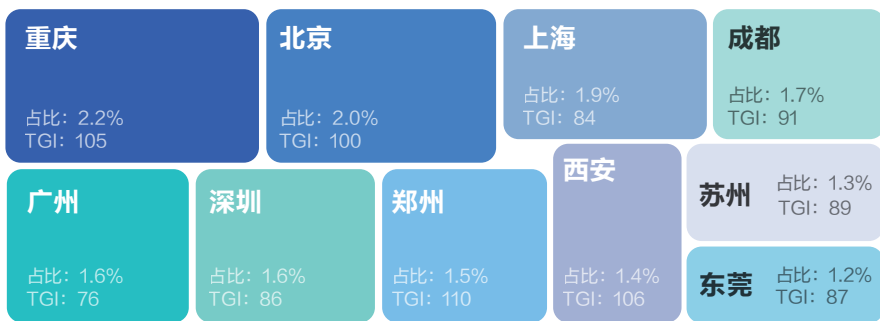 重庆
占比：2.2%
TGI：105
北京
占比：2.0%
TGI：100
上海
占比：1.9%
TGI：84
成都
占比：1.7%
TGI：91
广州
占比：1.6%
TGI：76
深圳
占比：1.6%
TGI：86
郑州
占比：1.5%
TGI：110
西安
占比：1.4%
TGI：106
苏州
占比：1.3%
TGI：89
东莞
占比：1.2%
TGI：87